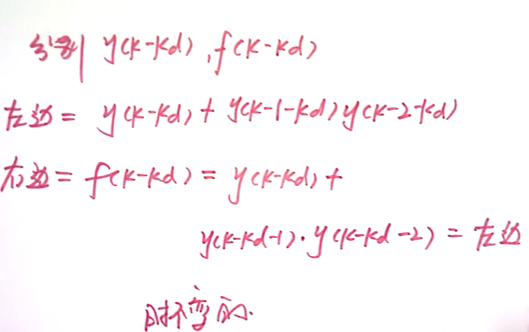 分别 y(k-kd), f(k-kd)
左边 = y(k-kd) + y(k-1-kd)y(k-2-kd)
右边 = f(k-kd) = y(k-kd) +
y(k-kd-1)·y(k-kd-2) = 左边
时不变的.